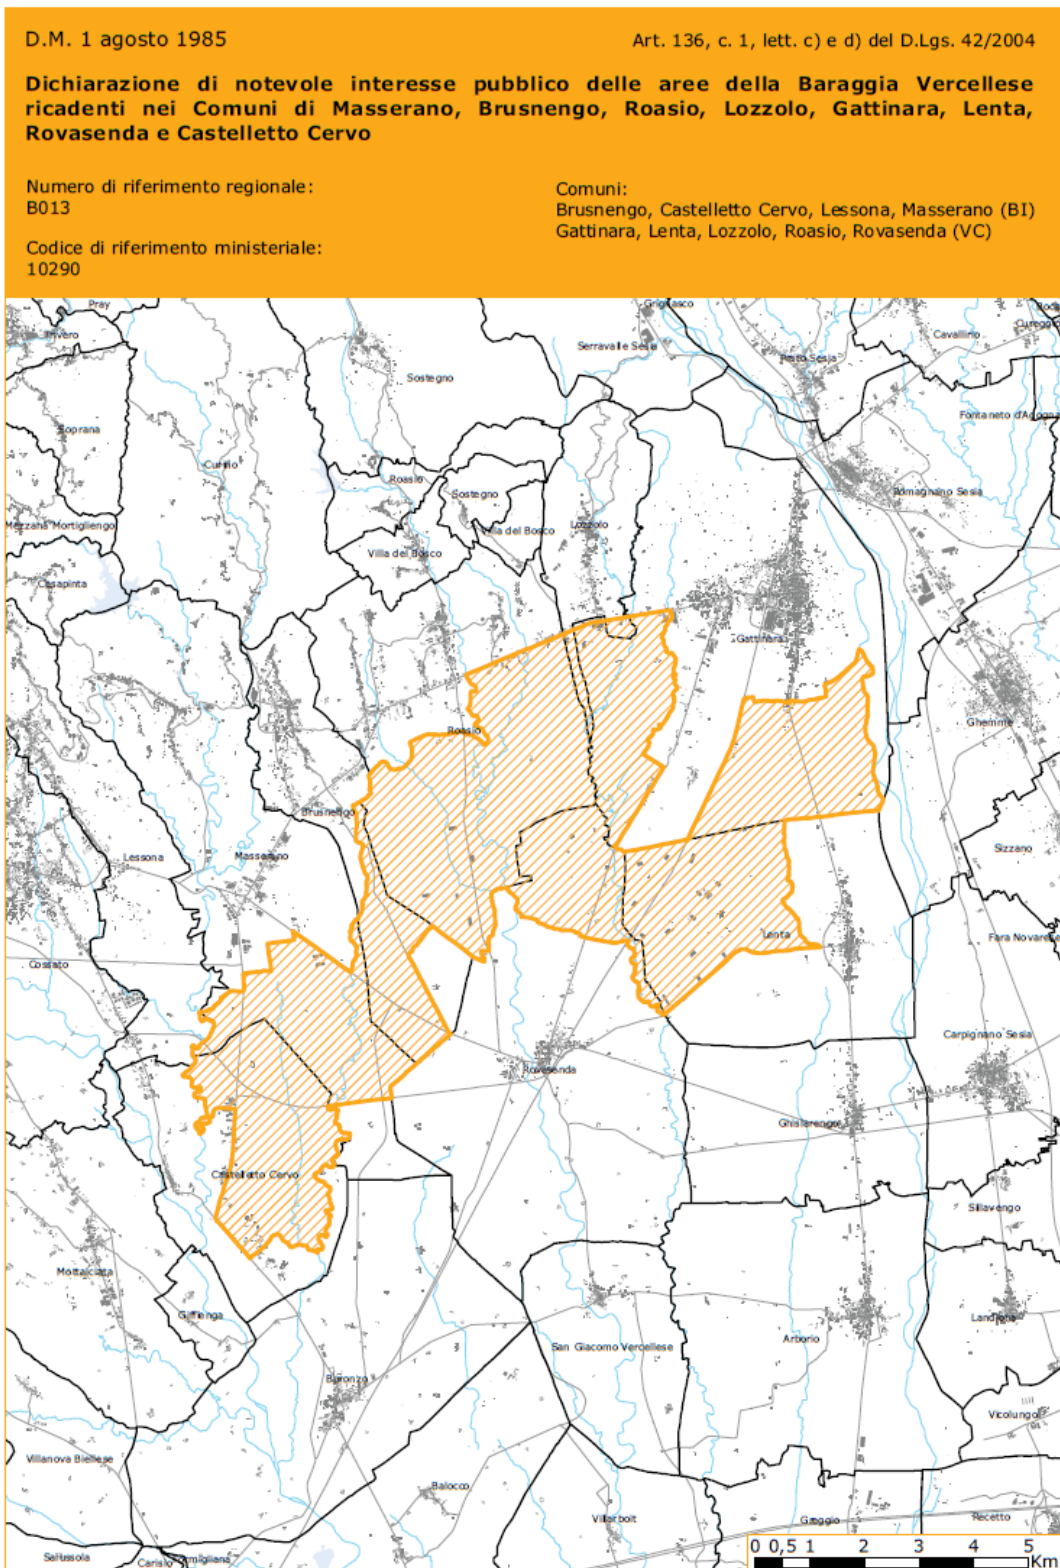 D.M. 1 agosto 1985
Art. 136, c. 1, lett. c) e d) del D.Lgs. 42/2004
Dichiarazione di notevole interesse pubblico delle aree della Baraggia Vercellese
ricadenti nei Comuni di Masserano, Brusnengo, Roasio, Lozzolo, Gattinara, Lenta,
Rovasenda e Castelletto Cervo
Numero di riferimento regionale:
B013
Codice di riferimento ministeriale:
10290
Comuni:
Brusnengo, Castelletto Cervo, Lessona, Masserano (BI)
Gattinara, Lenta, Lozzolo, Roasio, Rovasenda (VC)
Pray
Grignasco
Cavallino
Serravalle Sesia
Prato Sesia
Sostegno
Soprana
Curino
Roasio
Sostegno
Romagnano Sesia
Mezzana Mortigliengo
Villa del Bosco
Lozzolo
Villa del Bosco
Casapinta
Gattinara
Ghemme
Roasio
Brusnengo
Sizzano
Lessona
Masserano
Lenta
Cossato
Carpignano Sesia
Rovasenda
Ghislarengo
Castelletto Cervo
Sillavengo
Mottalciata
Gifflenga
Landiona
Arborio
San Giacomo Vercellese
Buronzo
Vicolungo
Villanova Biellese
Balocco
Villarboit
Greggio
Recetto
Salussola
Carisio
0 0,5 1 2 3 4 5
Km